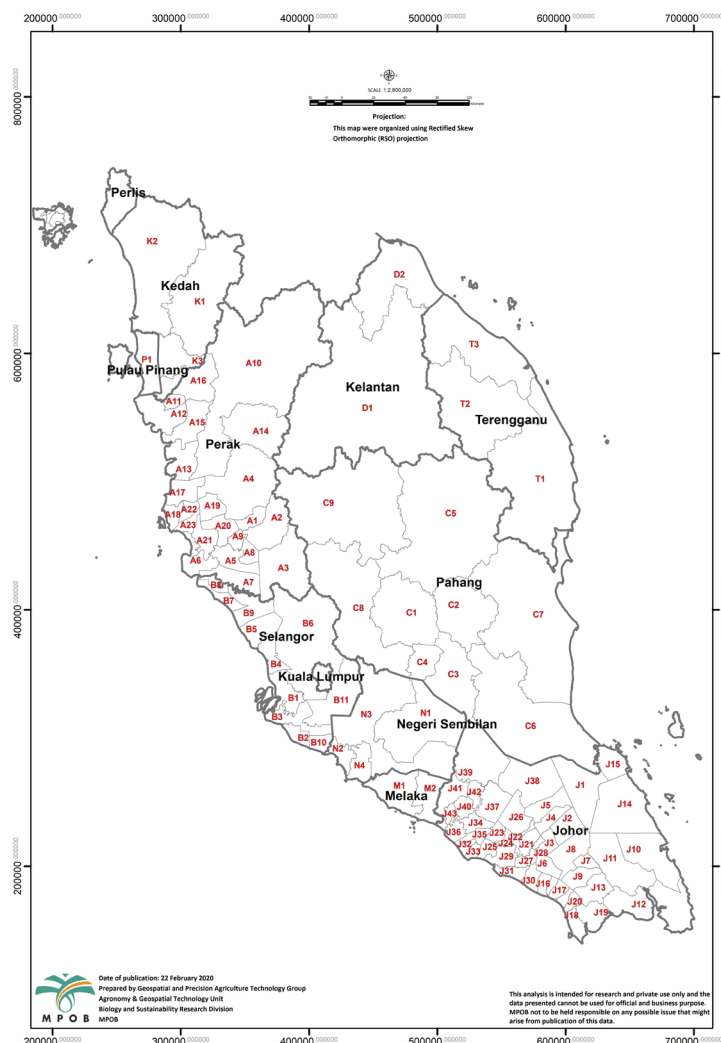 200000.000000 300000.000000 400000.000000 500000.000000 600000.000000 700000.000000
800000.000000
SCALE 1:2,800,000
Kilometer
Projection:
This map were organized using Rectified Skew
Orthomorphic (RSO) projection
Perlis
K2
D2
Kedah
K1
T3
600000.000000
P1
K3
Pulau Pinang
A10
A16
Kelantan
A11
T2
D1
A12
A15
Terengganu
A14
Perak
A13
A4
T1
A17
C9
A19
A22
A18
C5
A2
A1
A23
A20
A9
A21
A8
A6
A5
A3
Pahang
A7
B8
B7
C8
C2
400000.000000
B9
C1
C7
B6
B5
Selangor
B4
C4
Kuala Lumpur
C3
B1
B11
B3
N3
N1
Negeri Sembilan
C6
B2
B10
N2
N4
J39
J15
M1
M2
J41
J42
J38
J1
Melaka
J40
J37
J5
J14
J43
J26
J4
J2
J34
Johor
J36
J35
J23
J22
J32
J25
J24
J21
J3
J33
J28
J8
J10
J29
J27
J6
J7
J11
200000.000000
J31
J30
J16
J9
J17
J13
J20
J12
J18
J19
Date of publication: 22 February 2020
Prepared by Geospatial and Precision Agriculture Technology Group
Agronomy & Geospatial Technology Unit
Biology and Sustainability Research Division
MPOB
MPOB
This analysis is intended for research and private use only and the
data presented cannot be used for official and business purpose.
MPOB not to be held responsible on any possible issue that might
arise from publication of this data.
200000.000000 300000.000000 400000.000000 500000.000000 600000.000000 700000.000000